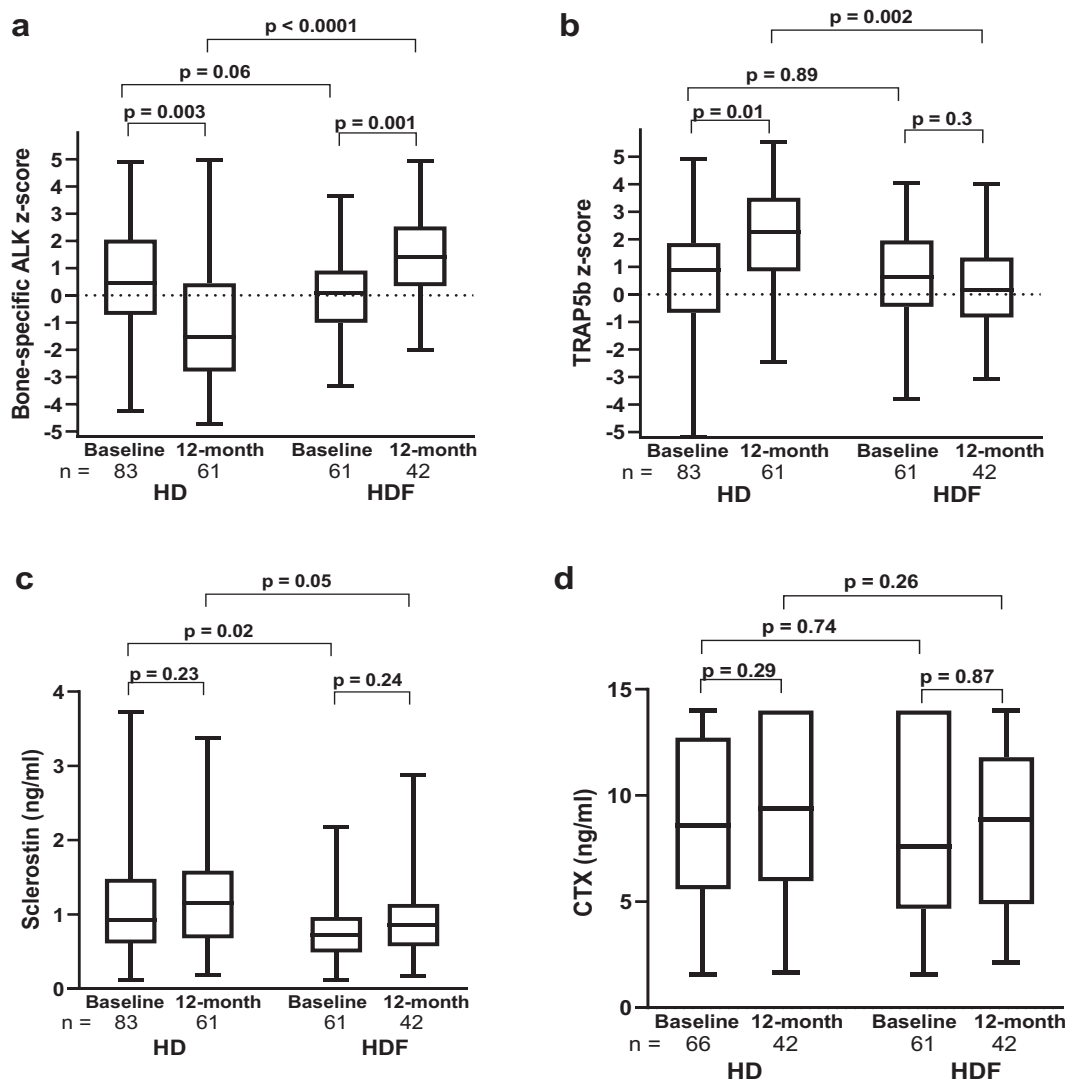 a
p < 0.0001
p = 0.06
p = 0.003
p = 0.001
Bone-specific ALK z-score
5
4
3
2
1
0
-1
-2
-3
-4
-5
Baseline 12-month Baseline 12-month
n = 83 61 61 42
HD HDF
b
p = 0.002
p = 0.89
p = 0.01
p = 0.3
TRAP5b z-score
5
4
3
2
1
0
-1
-2
-3
-4
-5
Baseline 12-month Baseline 12-month
n = 83 61 61 42
HD HDF
c
p = 0.05
p = 0.02
p = 0.23
p = 0.24
Sclerostin (ng/ml)
4
3
2
1
0
Baseline 12-month Baseline 12-month
n = 83 61 61 42
HD HDF
d
p = 0.26
p = 0.74
p = 0.29
p = 0.87
CTX (ng/ml)
15
10
5
0
Baseline 12-month Baseline 12-month
n = 66 42 61 42
HD HDF